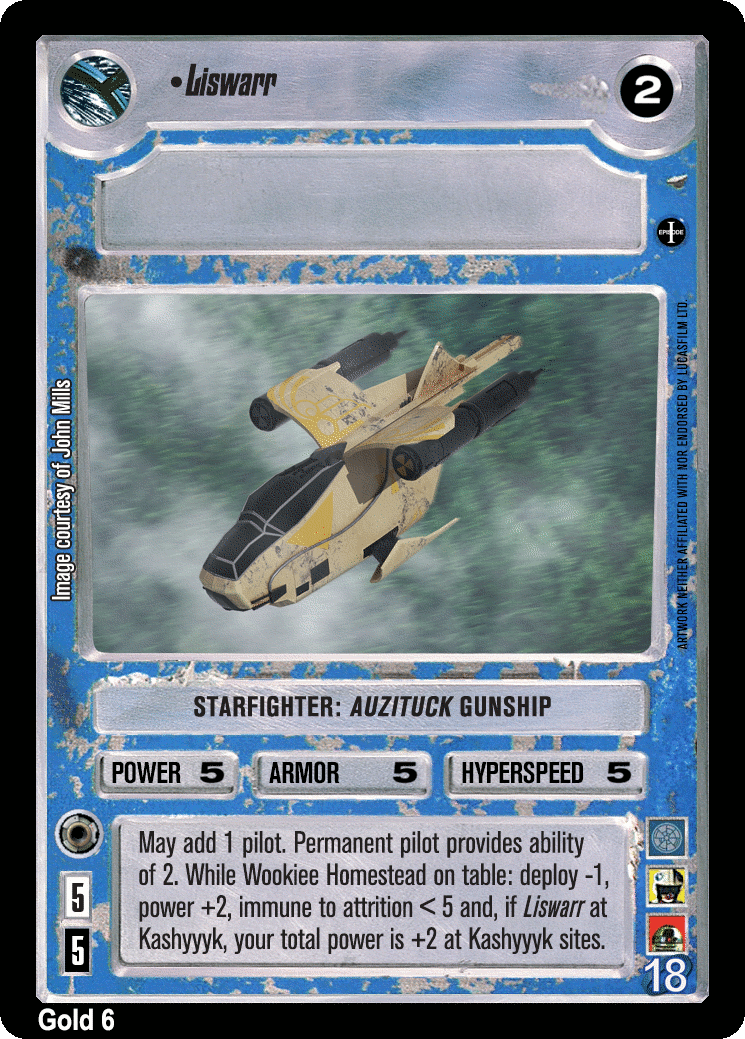 •Liswarr
2
EPISODE I
Image courtesy of John Mills
ARTWORK NEITHER AFFILIATED WITH NOR ENDORSED BY LUCASFILM LTD.
STARFIGHTER: AUZITUCK GUNSHIP
POWER 5 ARMOR 5 HYPERSPEED 5
May add 1 pilot. Permanent pilot provides ability
of 2. While Wookiee Homestead on table: deploy -1,
power +2, immune to attrition < 5 and, if Liswarr at
Kashyyyk, your total power is +2 at Kashyyyk sites.
5
5
18
Gold 6